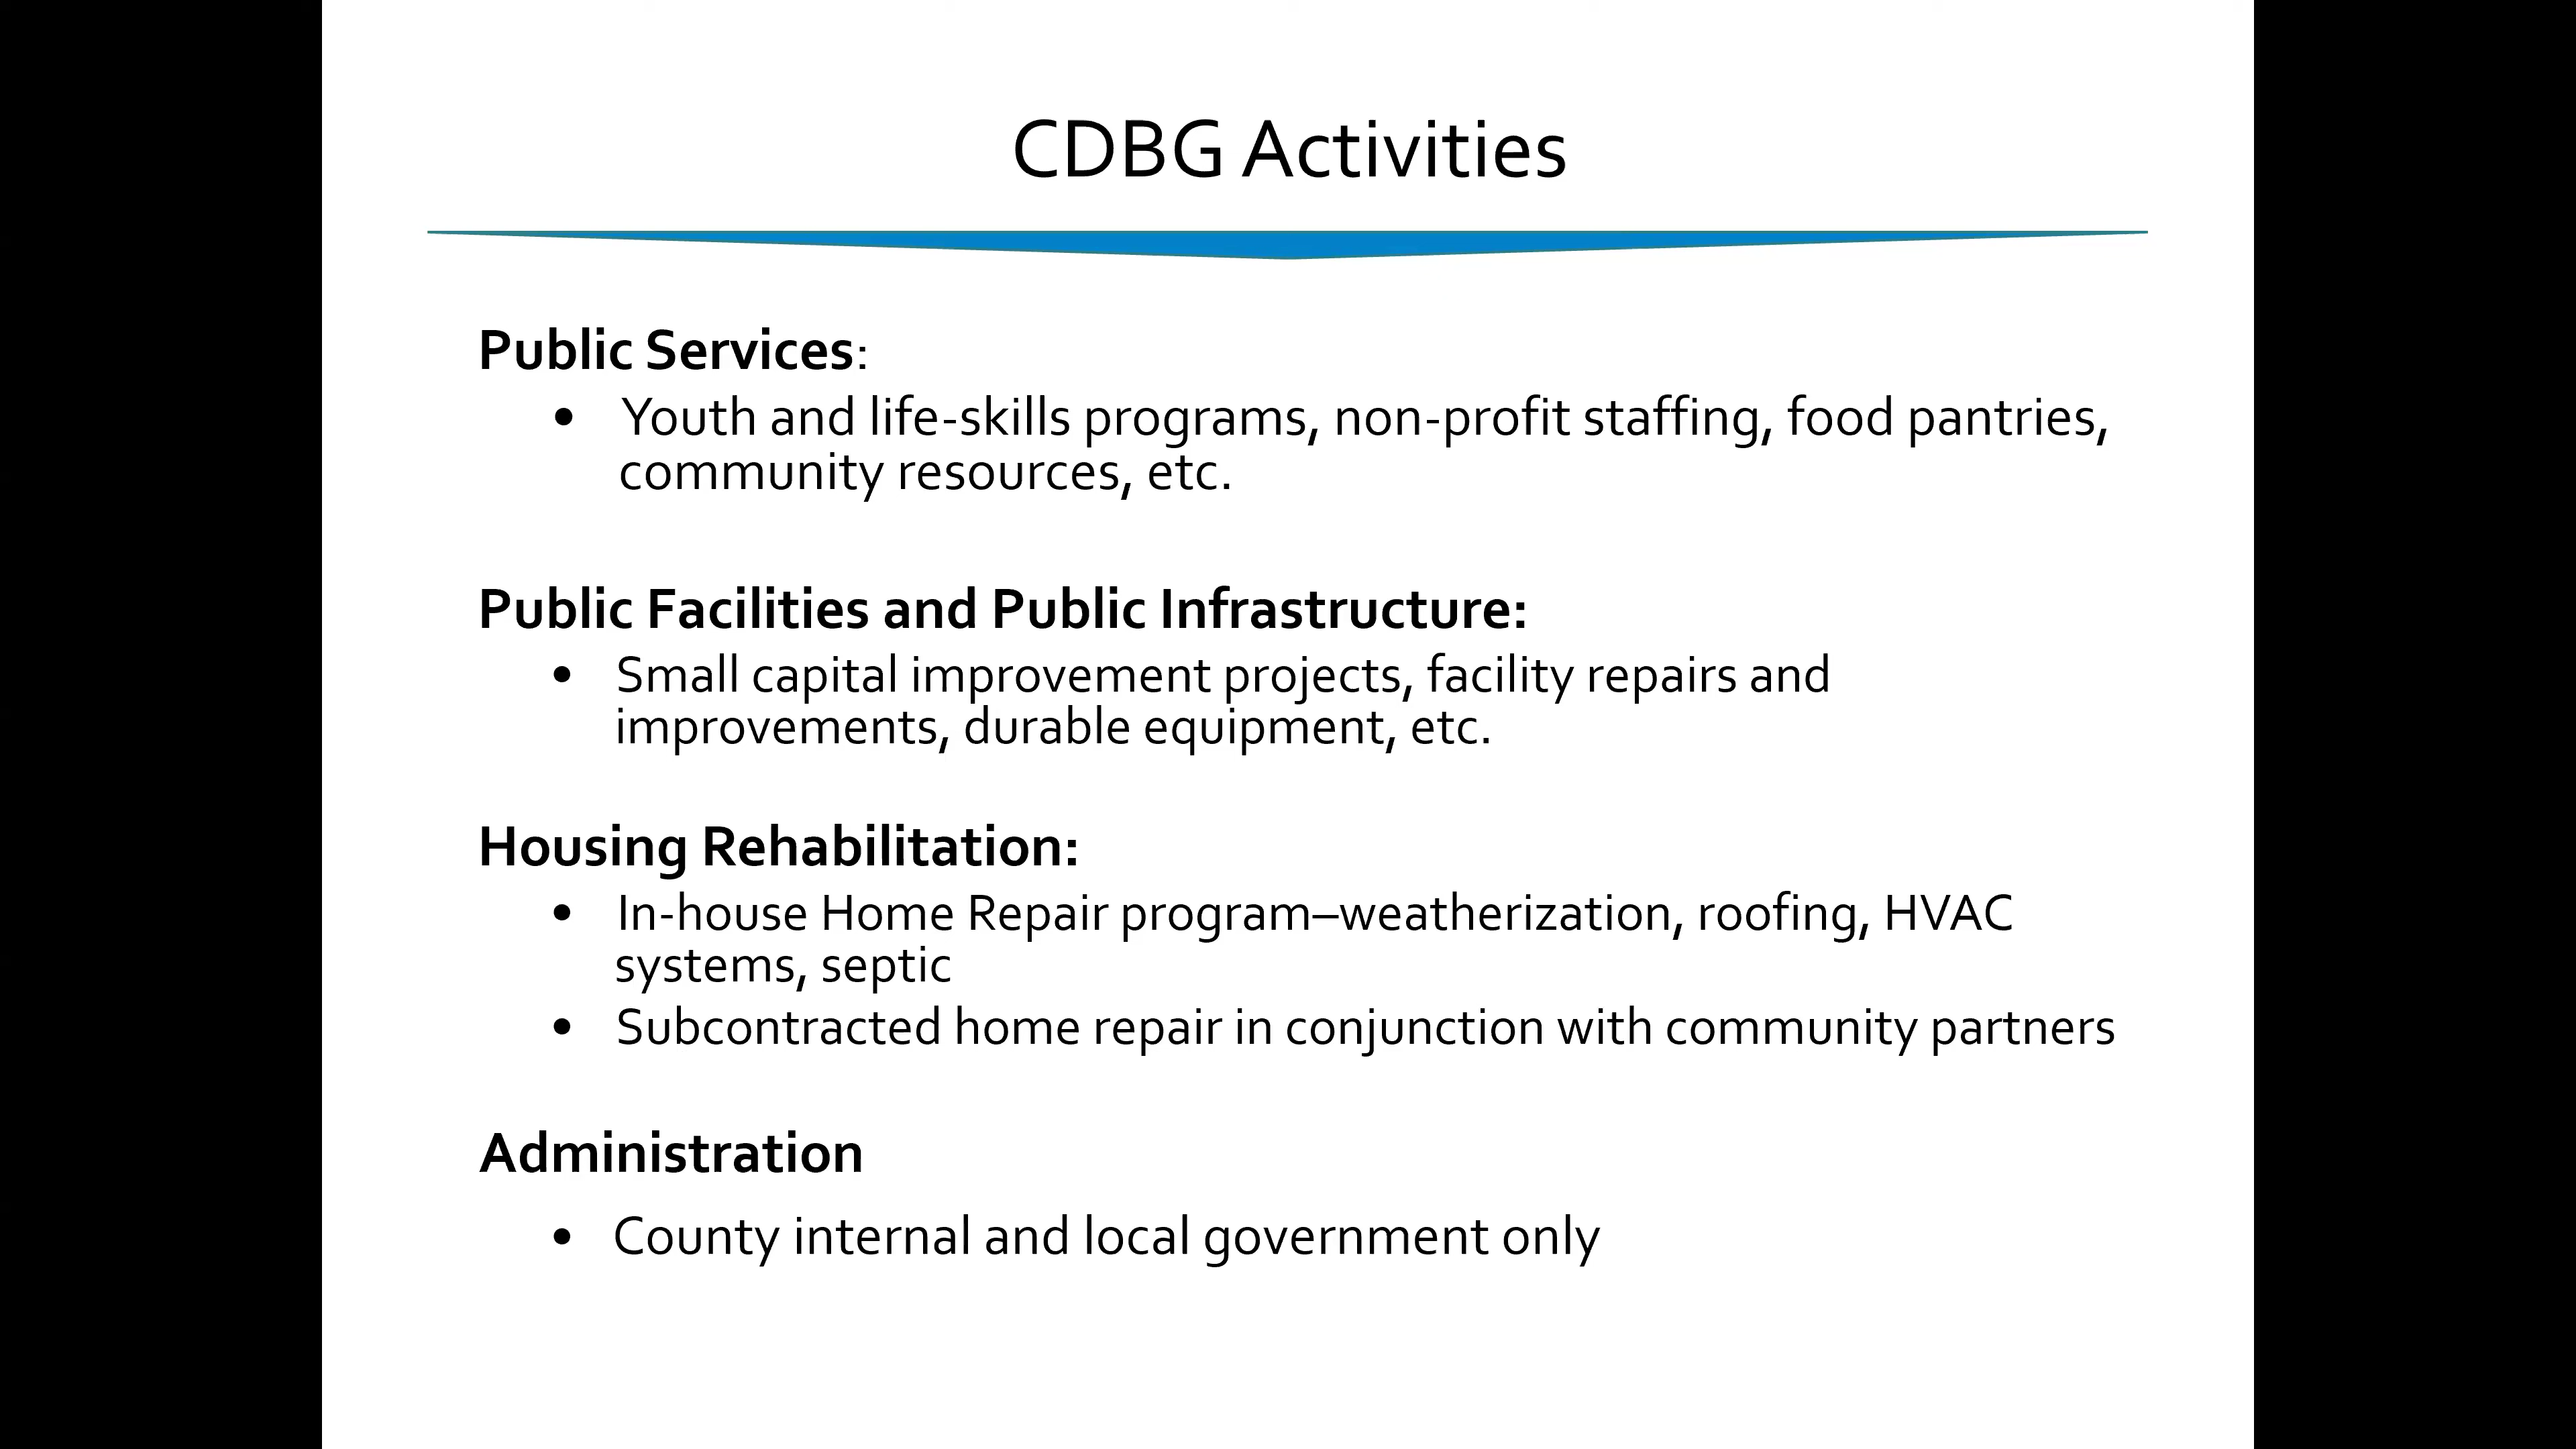 CDBG Activities
Public Services:
• Youth and life-skills programs, non-profit staffing, food pantries,
community resources, etc.
Public Facilities and Public Infrastructure:
• Small capital improvement projects, facility repairs and
improvements, durable equipment, etc.
Housing Rehabilitation:
• In-house Home Repair program–weatherization, roofing, HVAC
systems, septic
• Subcontracted home repair in conjunction with community partners
Administration
• County internal and local government only